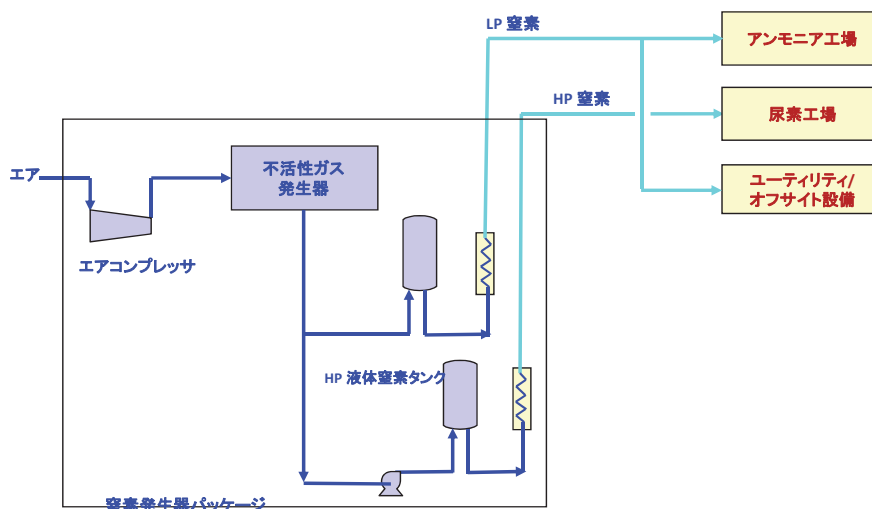 LP 窒素
アンモニア工場
HP 窒素
尿素工場
エア
不活性ガス
発生器
ユーティリティ/
オフサイト設備
エアコンプレッサ
HP 液体窒素タンク
窒素発生器パッケージ